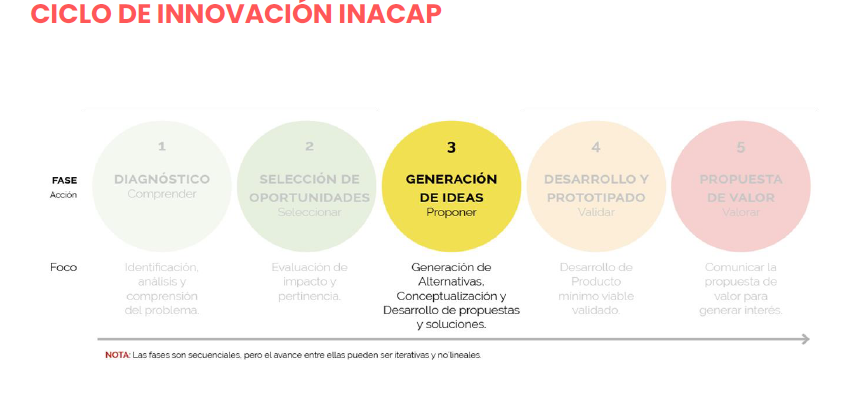 CICLO DE INNOVACIÓN INACAP
FASE
Acción
1
DIAGNÓSTICO
Comprender
2
SELECCIÓN DE
OPORTUNIDADES
Seleccionar
3
GENERACIÓN
DE IDEAS
Proponer
4
DESARROLLO Y
PROTOTIPADO
Validar
5
PROPUESTA
DE VALOR
Valorar
Foco
Identificación,
análisis y
comprensión
del problema.
Evaluación de
impacto y
pertinencia.
Generación de
Alternativas,
Conceptualización y
Desarrollo de propuestas
y soluciones.
Desarrollo de
Producto
mínimo viable
validado.
Comunicar la
propuesta de
valor para
generar interés.
NOTA: Las fases son secuenciales, pero el avance entre ellas pueden ser iterativas y no lineales.